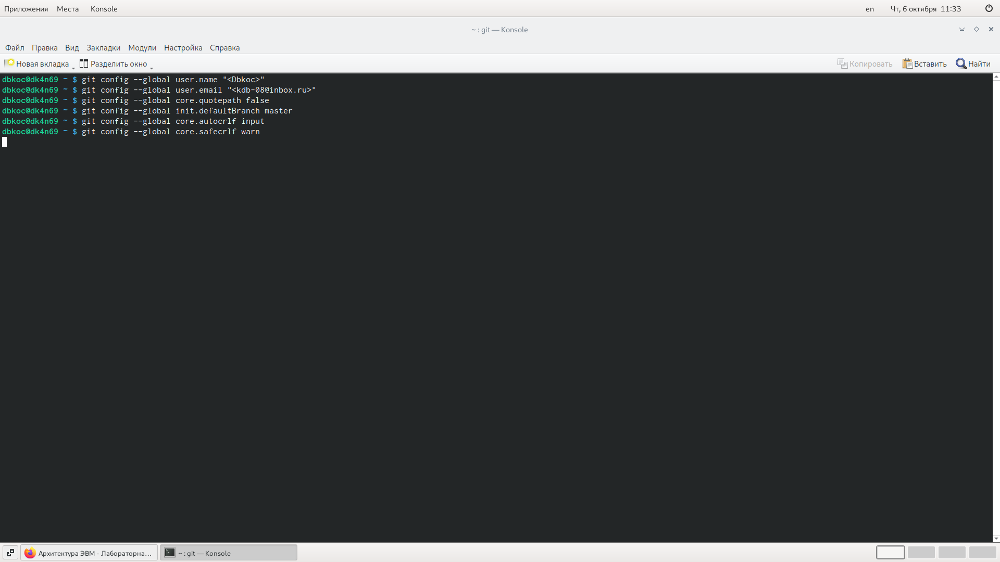 Приложения Места Konsole en Чт, 6 октября 11:33
~ : git — Konsole
Файл Правка Вид Закладки Модули Настройка Справка
Новая вкладка Разделить окно Копировать Вставить Найти
dbkoc@dk4n69 ~ $ git config --global user.name "<Dbkoc>"
dbkoc@dk4n69 ~ $ git config --global user.email "<kdb-08@inbox.ru>"
dbkoc@dk4n69 ~ $ git config --global core.quotepath false
dbkoc@dk4n69 ~ $ git config --global init.defaultBranch master
dbkoc@dk4n69 ~ $ git config --global core.autocrlf input
dbkoc@dk4n69 ~ $ git config --global core.safecrlf warn
Архитектура ЭВМ - Лабораторна… ~ : git — Konsole